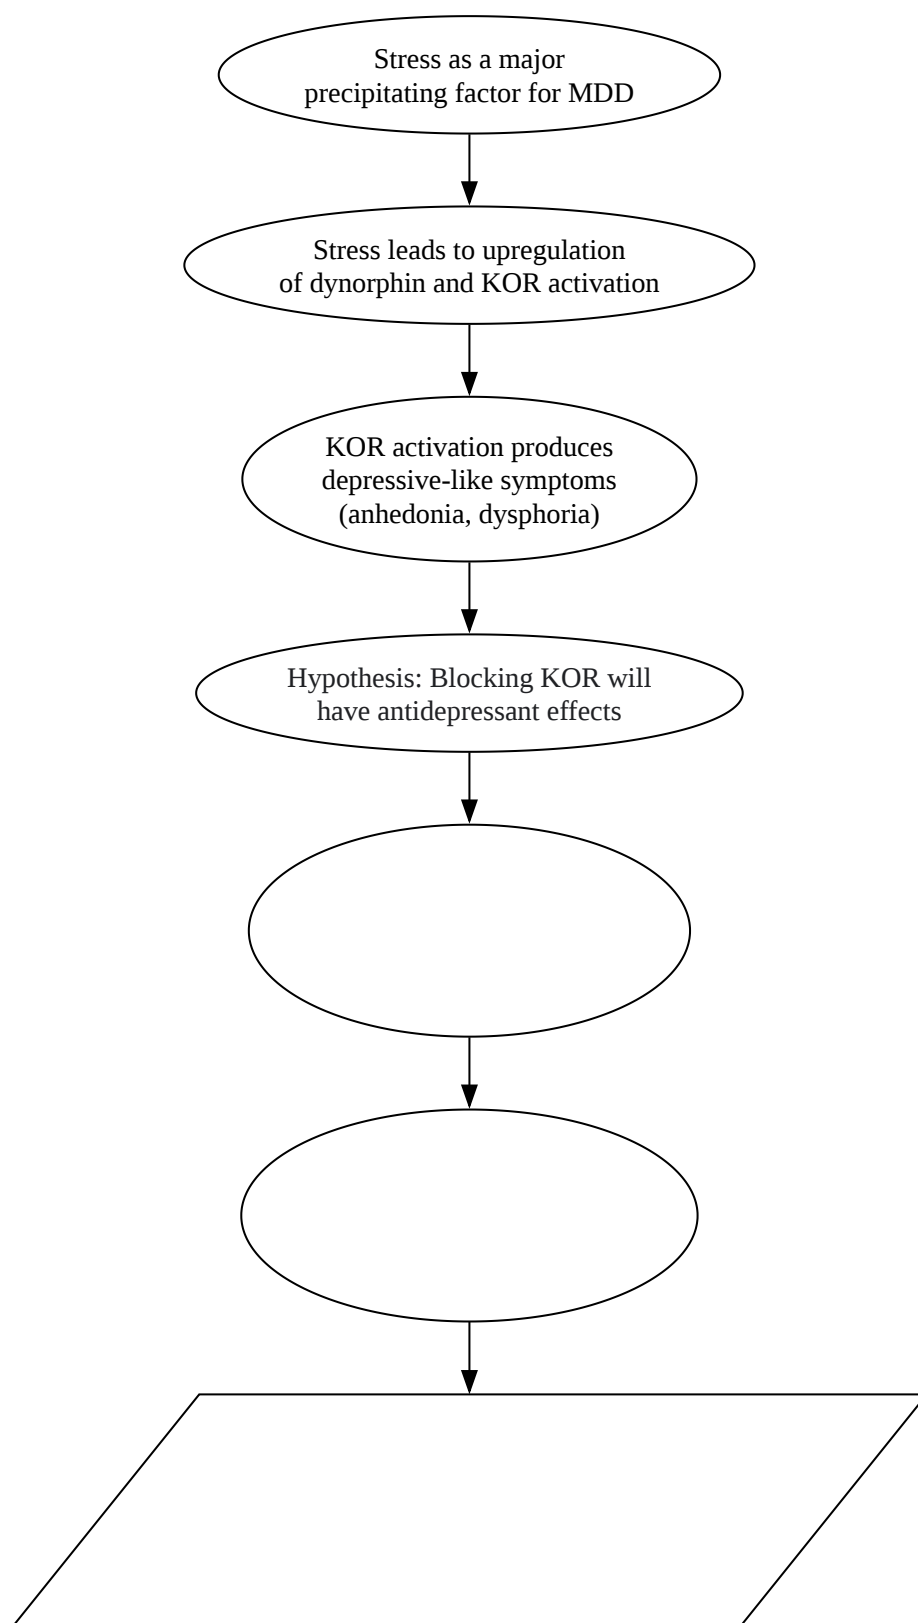 Stress as a major
precipitating factor for MDD
Stress leads to upregulation
of dynorphin and KOR activation
KOR activation produces
depressive-like symptoms
(anhedonia, dysphoria)
Hypothesis: Blocking KOR will
have antidepressant effects